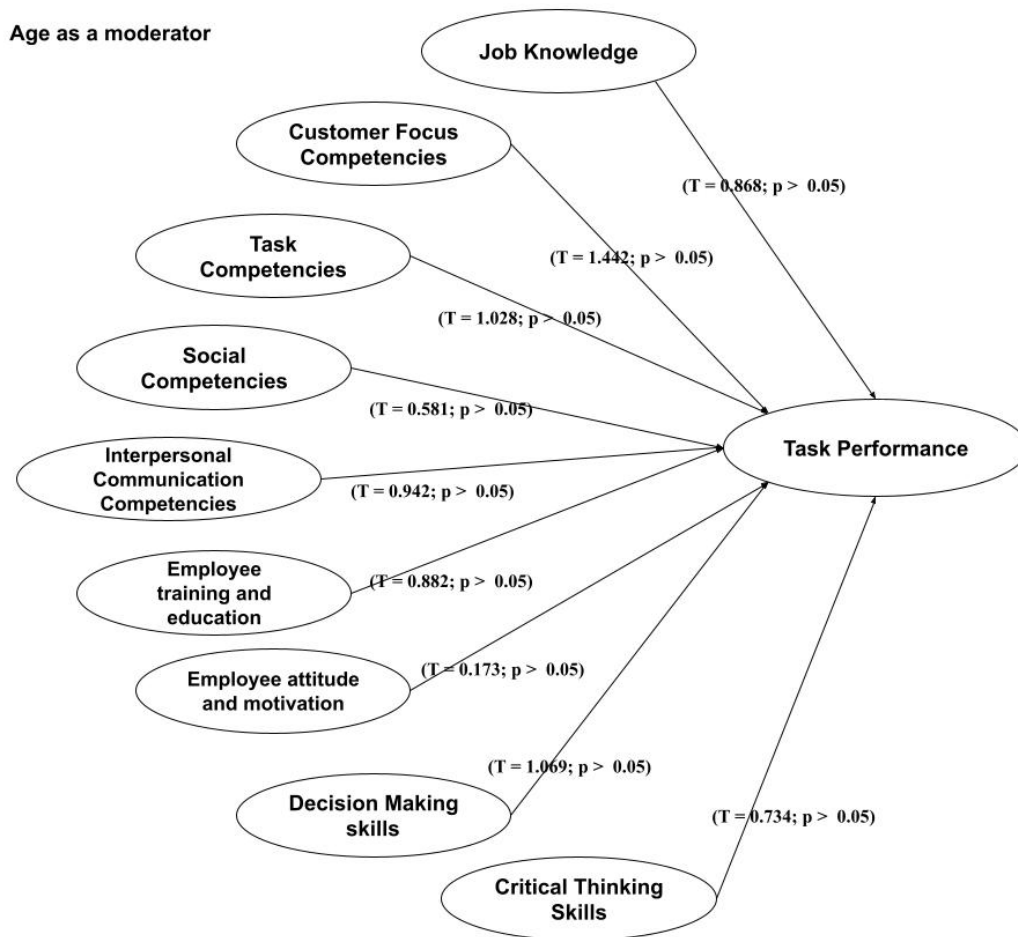 Age as a moderator
Job Knowledge
Customer Focus
Competencies
(T = 0.868; p > 0.05)
Task
Competencies
(T = 1.442; p > 0.05)
(T = 1.028; p > 0.05)
Social
Competencies
(T = 0.581; p > 0.05)
Task Performance
Interpersonal
Communication
Competencies
(T = 0.942; p > 0.05)
Employee
training and
education
(T = 0.882; p > 0.05)
Employee attitude
and motivation
(T = 0.173; p > 0.05)
(T = 1.069; p > 0.05)
Decision Making
skills
(T = 0.734; p > 0.05)
Critical Thinking
Skills